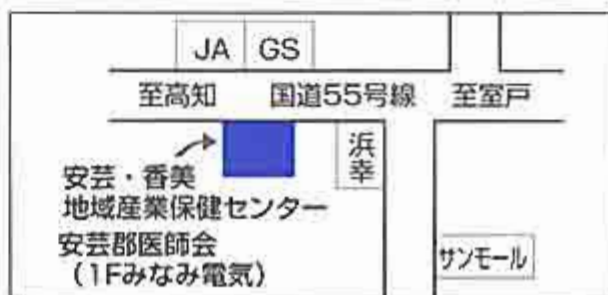 JA GS
至高知 国道55号線 至室戸
浜幸
安芸・香美
地域産業保健センター
安芸郡医師会
(1Fみなみ電気)
サンモール